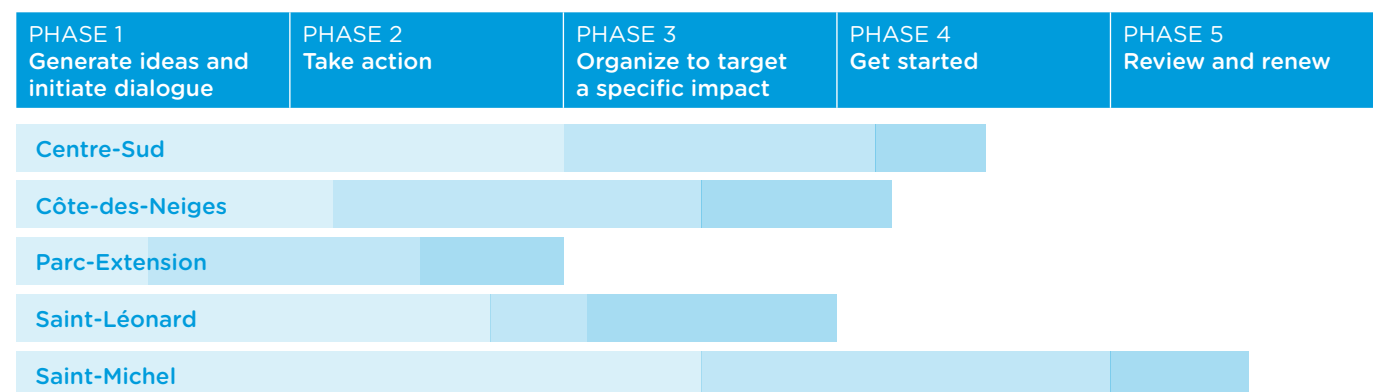 PHASE 1
Generate ideas and
initiate dialogue
PHASE 2
Take action
PHASE 3
Organize to target
a specific impact
PHASE 4
Get started
PHASE 5
Review and renew
Centre-Sud
Côte-des-Neiges
Parc-Extension
Saint-Léonard
Saint-Michel